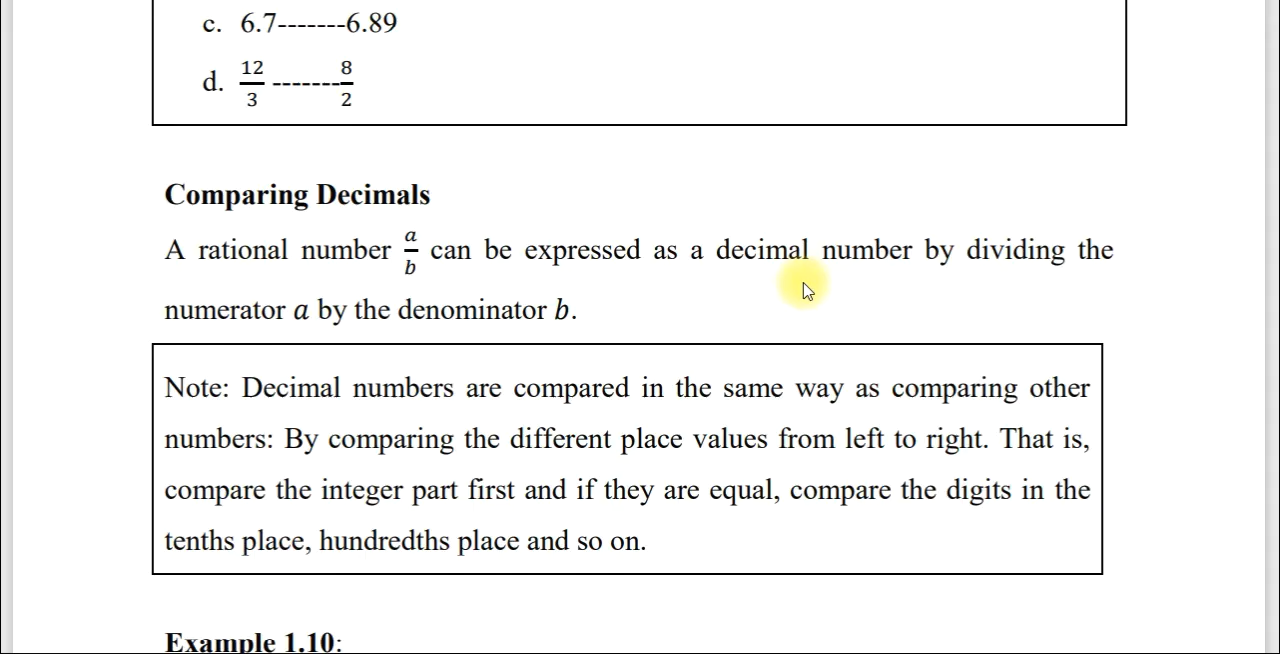 c. 6.7-------6.89
d. 12/3 -------8/2
Comparing Decimals
A rational number a/b can be expressed as a decimal number by dividing the
numerator a by the denominator b.
Note: Decimal numbers are compared in the same way as comparing other
numbers: By comparing the different place values from left to right. That is,
compare the integer part first and if they are equal, compare the digits in the
tenths place, hundredths place and so on.
Example 1.10: